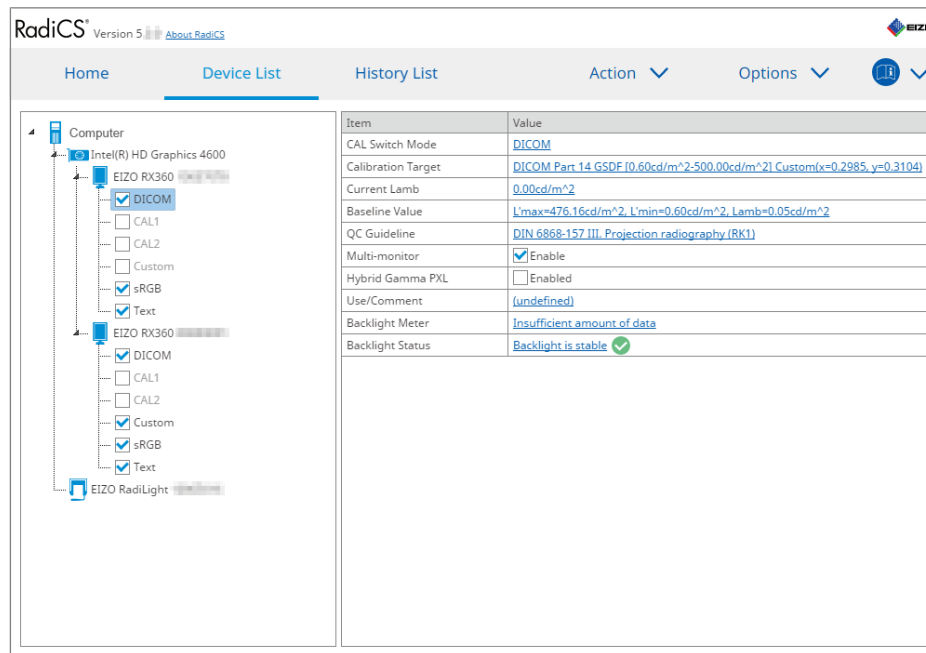 RadiCS® Version 5. About RadiCS
Home Device List History List Action Options
Computer
Intel(R) HD Graphics 4600
EIZO RX360
DICOM
CAL1
CAL2
Custom
sRGB
Text
EIZO RX360
DICOM
CAL1
CAL2
Custom
sRGB
Text
EIZO RadiLight
Item Value
CAL Switch Mode DICOM
Calibration Target DICOM Part 14 GSDF [0.60cd/m^2-500.00cd/m^2] Custom(x=0.2985, y=0.3104)
Current Lamb 0.00cd/m^2
Baseline Value L'max=476.16cd/m^2, L'min=0.60cd/m^2, Lamb=0.05cd/m^2
QC Guideline DIN 6868-157 III. Projection radiography (RK1)
Multi-monitor Enable
Hybrid Gamma PXL Enabled
Use/Comment (undefined)
Backlight Meter Insufficient amount of data
Backlight Status Backlight is stable